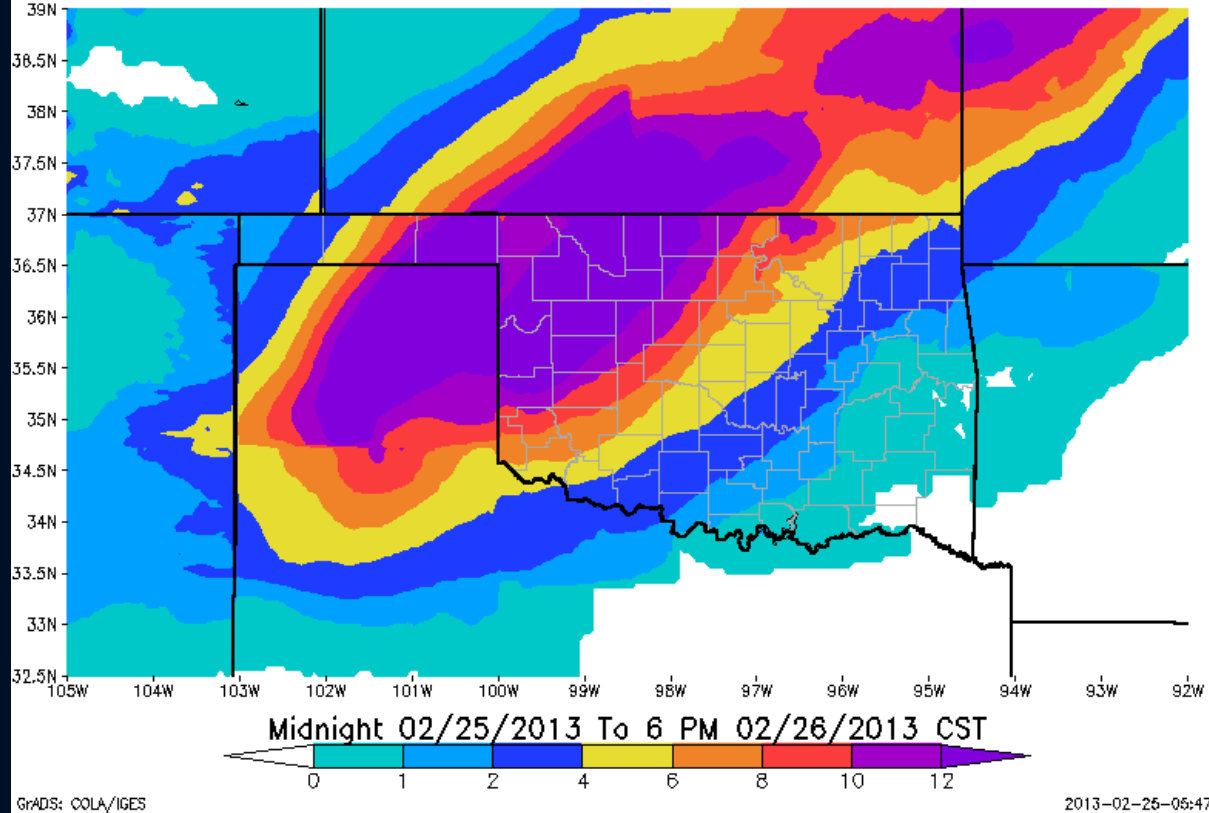 39N
38.5N
38N
37.5N
37N
36.5N
36N
35.5N
35N
34.5N
34N
33.5N
33N
32.5N
105W 104W 103W 102W 101W 100W 99W 98W 97W 96W 95W 94W 93W 92W
Midnight 02/25/2013 To 6 PM 02/26/2013 CST
0 1 2 4 6 8 10 12
GrADS: COLA/IGES 2013-02-25-05:47